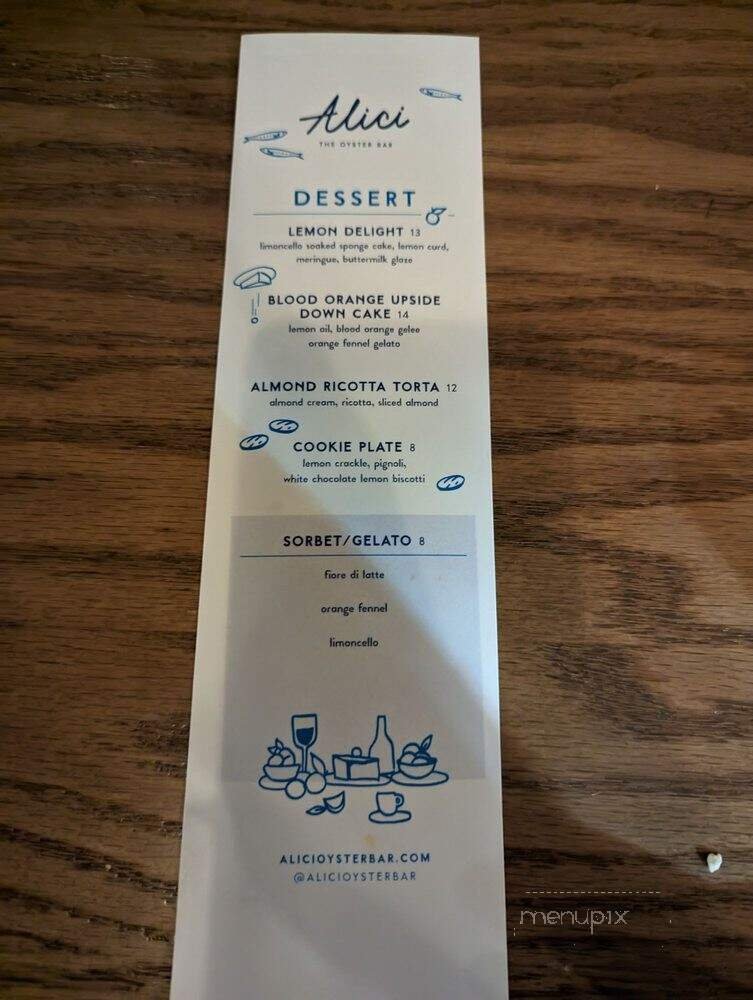 Alici
THE OYSTER BAR
DESSERT
LEMON DELIGHT 13
limoncello soaked sponge cake, lemon curd,
meringue, buttermilk glaze
BLOOD ORANGE UPSIDE
DOWN CAKE 14
lemon oil, blood orange gelee
orange fennel gelato
ALMOND RICOTTA TORTA 12
almond cream, ricotta, sliced almond
COOKIE PLATE 8
lemon crackle, pignoli,
white chocolate lemon biscotti
SORBET/GELATO 8
fiore di latte
orange fennel
limoncello
ALICIOYSTERBAR.COM
@ALICIOYSTERBAR
menupix